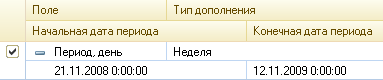 Поле Тип дополнения
Начальная дата периода Конечная дата периода
Период, день Неделя
21.11.2008 0:00:00 12.11.2009 0:00:00